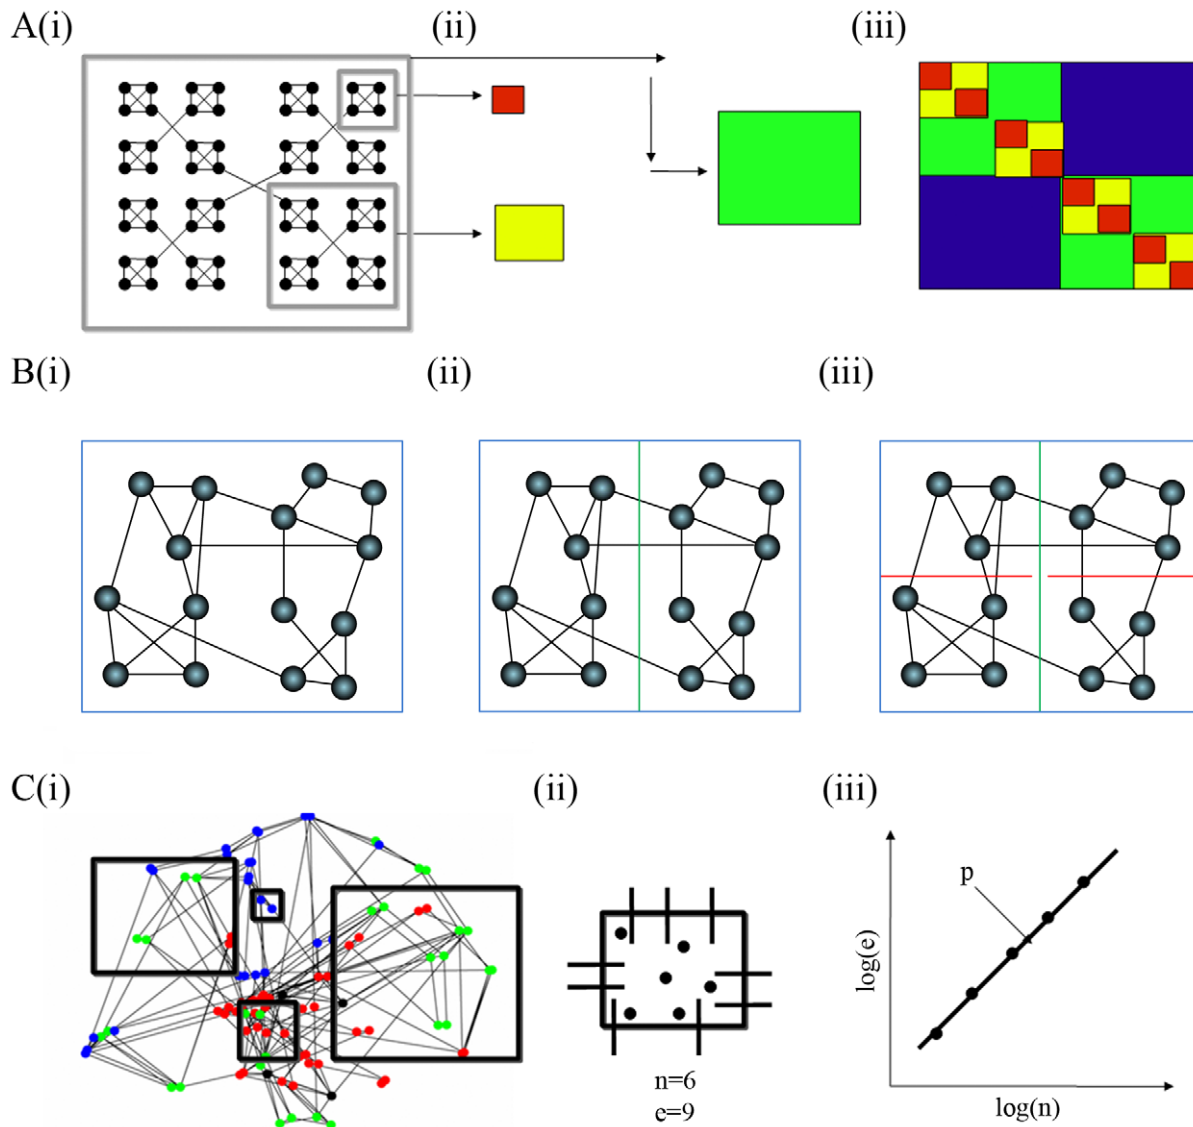 A(i) (ii) (iii)
B(i) (ii) (iii)
C(i) (ii) (iii)
p
log(e)
n=6
e=9
log(n)